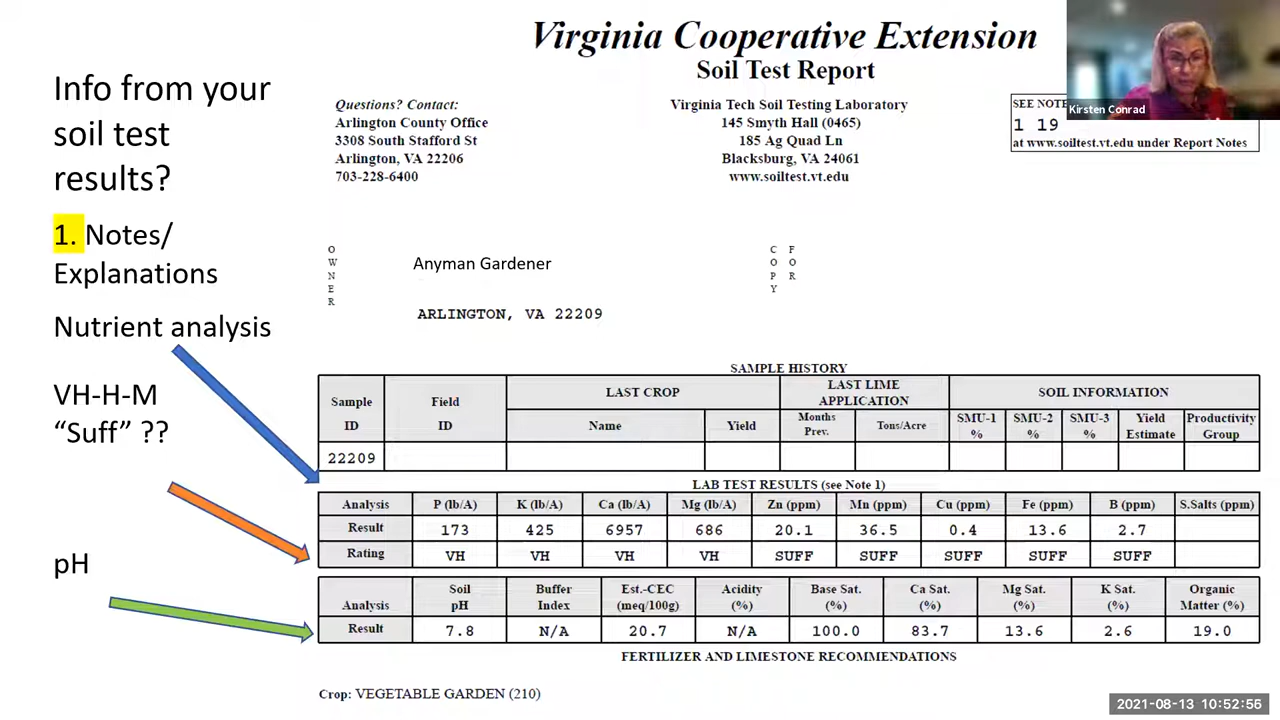 Info from your
soil test
results?
1. Notes/
Explanations
Nutrient analysis
VH-H-M
“Suff” ??
pH
Virginia Cooperative Extension
Soil Test Report
Questions? Contact:
Arlington County Office
3308 South Stafford St
Arlington, VA 22206
703-228-6400
Virginia Tech Soil Testing Laboratory
145 Smyth Hall (0465)
185 Ag Quad Ln
Blacksburg, VA 24061
www.soiltest.vt.edu
Kirsten Conrad
SEE NOTE
1 19
at www.soiltest.vt.edu under Report Notes
OWNER
Anyman Gardener
ARLINGTON, VA 22209
COPY FOR
SAMPLE HISTORY
Sample ID Field ID LAST CROP LAST LIME APPLICATION SOIL INFORMATION
Name Yield Months Prev. Tons/Acre SMU-1 % SMU-2 % SMU-3 % Yield Estimate Productivity Group
22209
LAB TEST RESULTS (see Note 1)
Analysis P (lb/A) K (lb/A) Ca (lb/A) Mg (lb/A) Zn (ppm) Mn (ppm) Cu (ppm) Fe (ppm) B (ppm) S.Salts (ppm)
Result 173 425 6957 686 20.1 36.5 0.4 13.6 2.7
Rating VH VH VH VH SUFF SUFF SUFF SUFF SUFF
Analysis Soil pH Buffer Index Est.-CEC (meq/100g) Acidity (%) Base Sat. (%) Ca Sat. (%) Mg Sat. (%) K Sat. (%) Organic Matter (%)
Result 7.8 N/A 20.7 N/A 100.0 83.7 13.6 2.6 19.0
FERTILIZER AND LIMESTONE RECOMMENDATIONS
Crop: VEGETABLE GARDEN (210)
2021-08-13 10:52:56